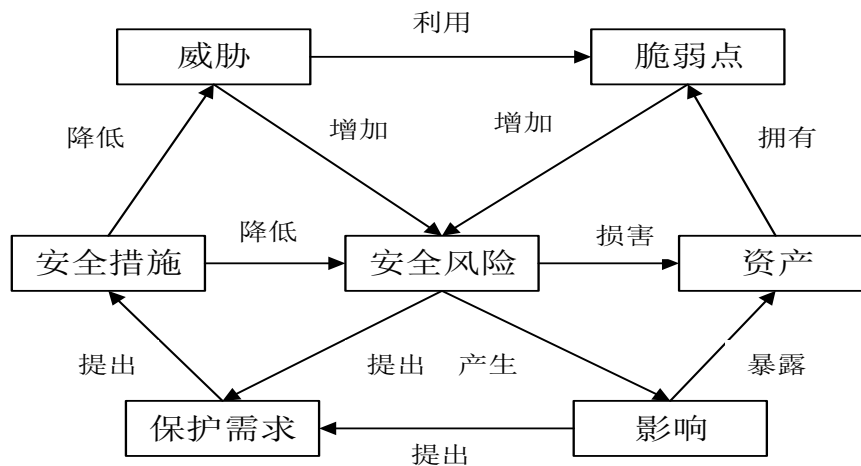 利用
威胁
脆弱点
降低
增加
增加
拥有
降低
损害
安全措施
安全风险
资产
提出
提出
产生
暴露
保护需求
影响
提出